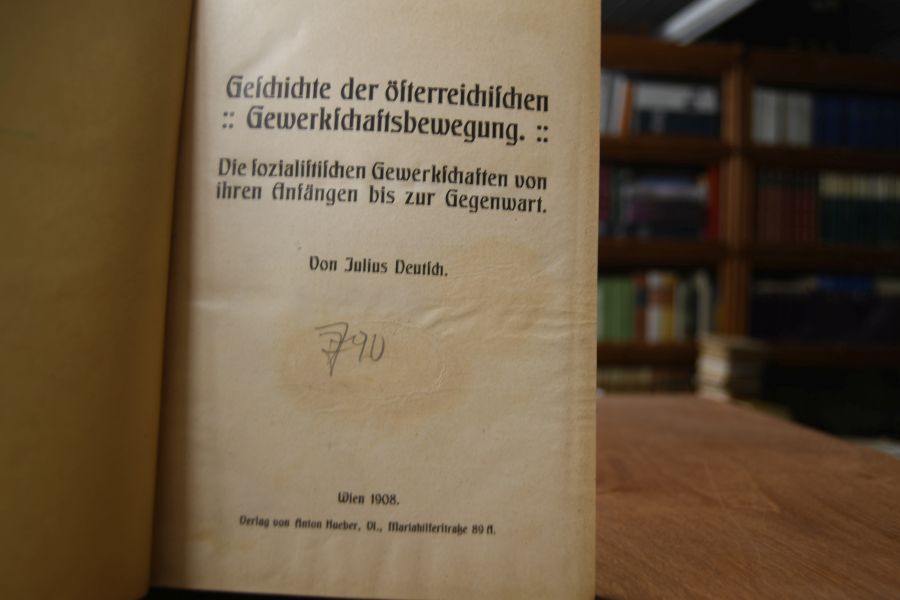 Geschichte der österreichischen
:: Gewerkschaftsbewegung. ::
Die sozialistischen Gewerkschaften von
ihren Anfängen bis zur Gegenwart.
Von Julius Deutsch.
Wien 1908.
Verlag von Anton Hueber, VI., Mariahilferstraße 89 A.